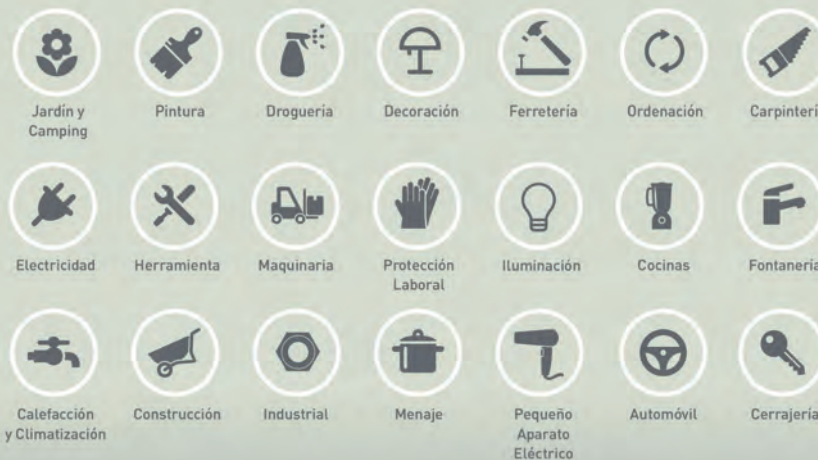 Jardín y
Camping
Pintura
Droguería
Decoración
Ferretería
Ordenación
Carpinterí
Electricidad
Herramienta
Maquinaria
Protección
Laboral
Iluminación
Cocinas
Fontanería
Calefacción
y Climatización
Construcción
Industrial
Menaje
Pequeño
Aparato
Eléctrico
Automóvil
Cerrajería